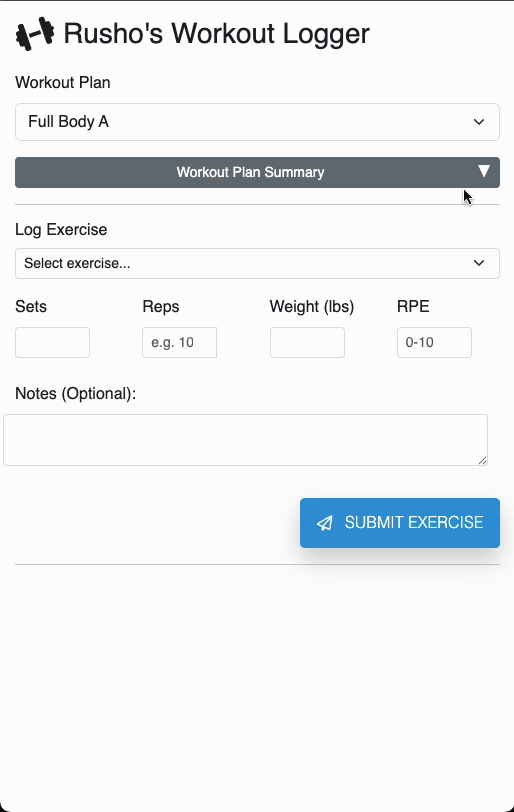 Rusho's Workout Logger
Workout Plan
Full Body A
Workout Plan Summary ▼
Log Exercise
Select exercise...
Sets Reps Weight (lbs) RPE
e.g. 10 0-10
Notes (Optional):
SUBMIT EXERCISE